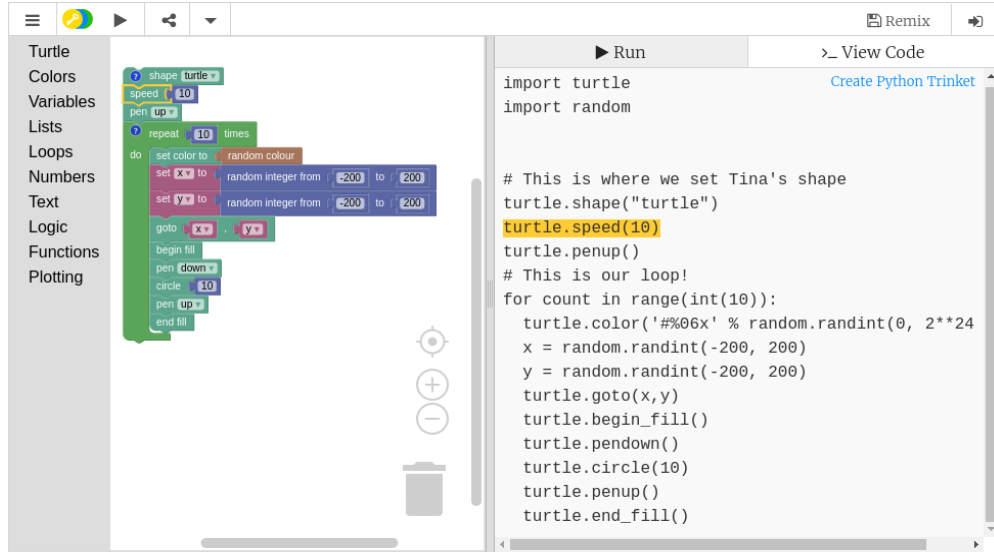 Remix
Turtle
Colors
Variables
Lists
Loops
Numbers
Text
Logic
Functions
Plotting
shape turtle
speed 10
pen up
repeat 10 times
do set color to random colour
set x to random integer from -200 to 200
set y to random integer from -200 to 200
goto x , y
begin fill
pen down
circle 10
pen up
end fill
Run
>_ View Code
Create Python Trinket
import turtle
import random
# This is where we set Tina's shape
turtle.shape("turtle")
turtle.speed(10)
turtle.penup()
# This is our loop!
for count in range(int(10)):
turtle.color('#%06x' % random.randint(0, 2**24
x = random.randint(-200, 200)
y = random.randint(-200, 200)
turtle.goto(x,y)
turtle.begin_fill()
turtle.pendown()
turtle.circle(10)
turtle.penup()
turtle.end_fill()